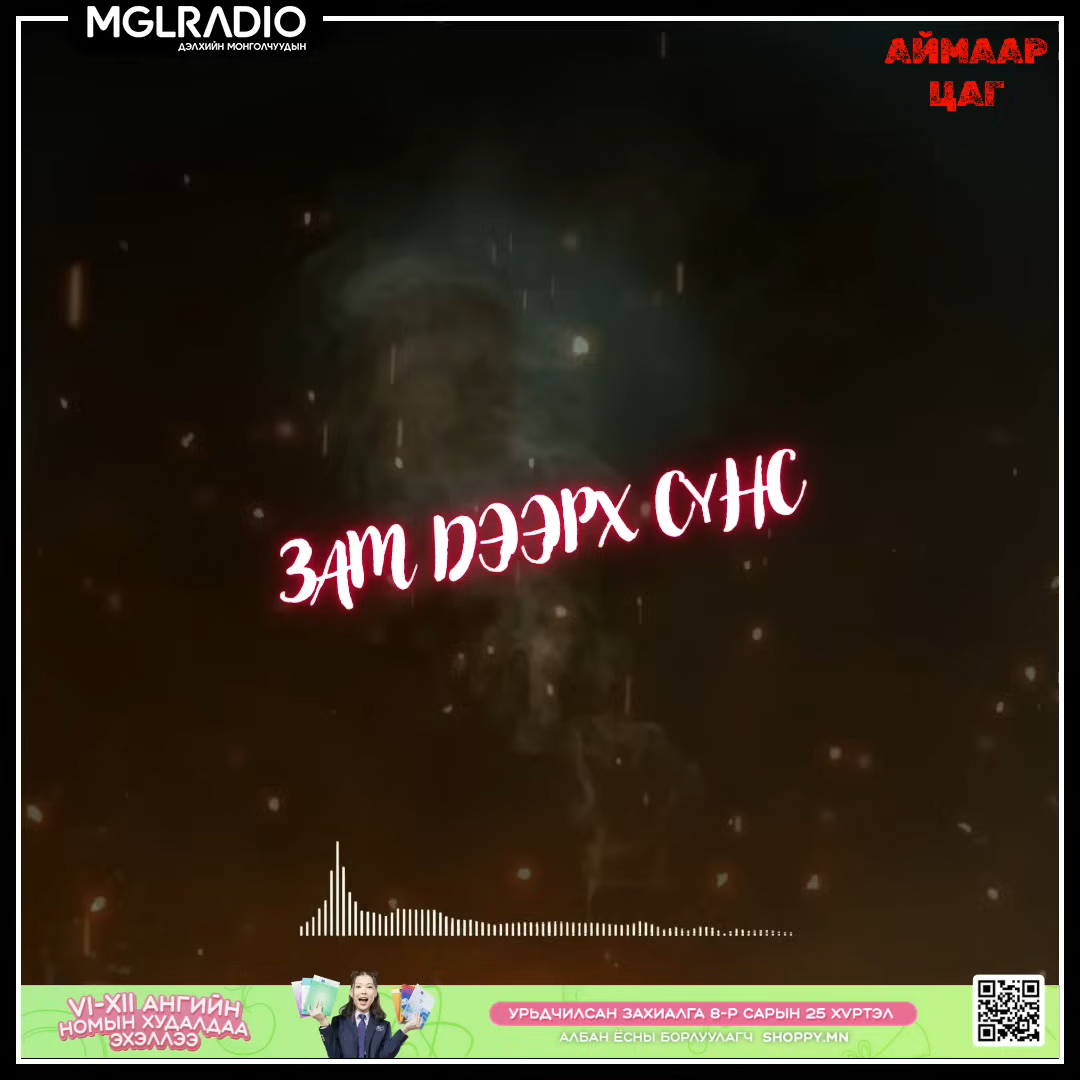 MGLRADIO
ДЭЛХИЙН МОНГОЛЧУУДЫН
АЙМААР
ЦАГ
ЗАМ ДЭЭРХ СҮНС
VI-XII АНГИЙН
НОМЫН ХУДАЛДАА
ЭХЭЛЛЭЭ
УРЬДЧИЛСАН ЗАХИАЛГА 8-Р САРЫН 25 ХҮРТЭЛ
АЛБАН ЁСНЫ БОРЛУУЛАГЧ SHOPPY.MN